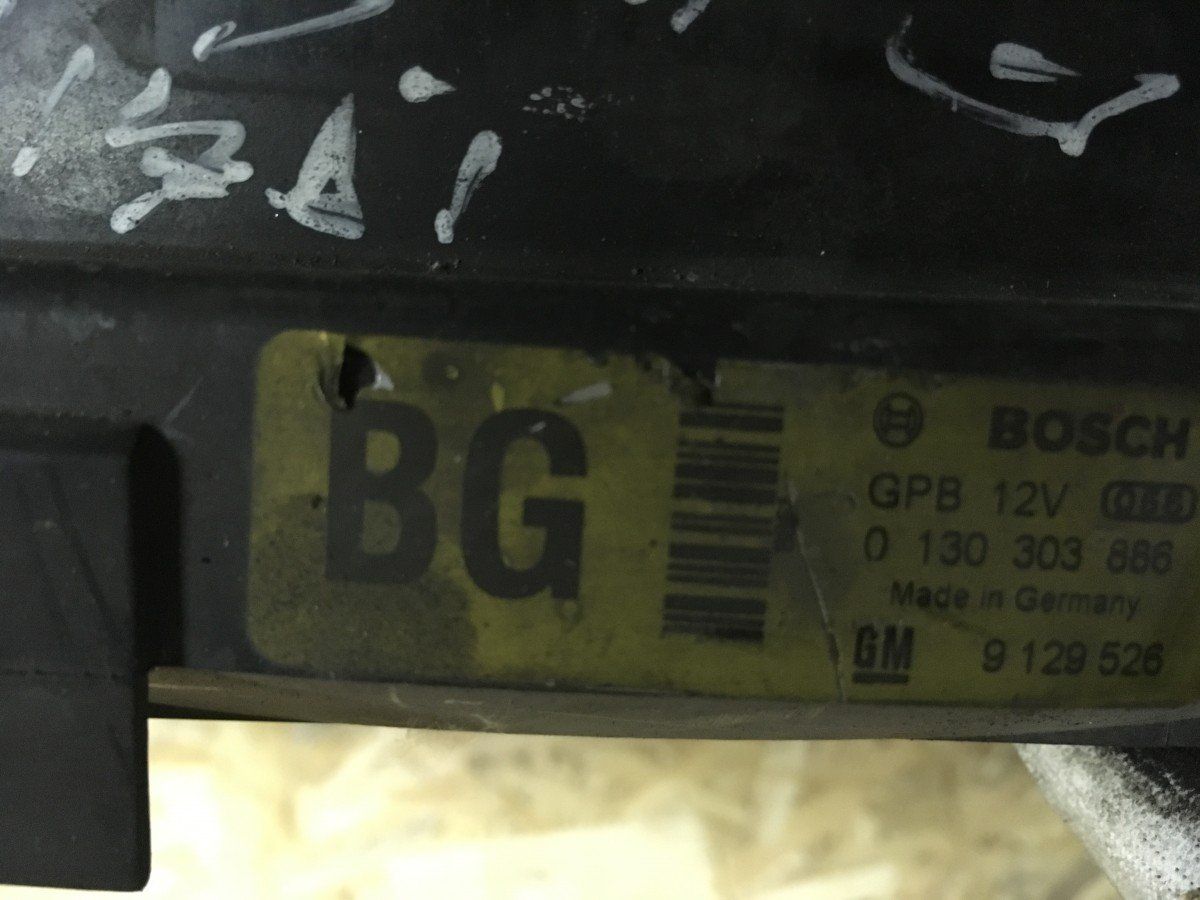 BG
BOSCH
GPB 12V
0 130 303 886
Made in Germany
GM 9 129 526